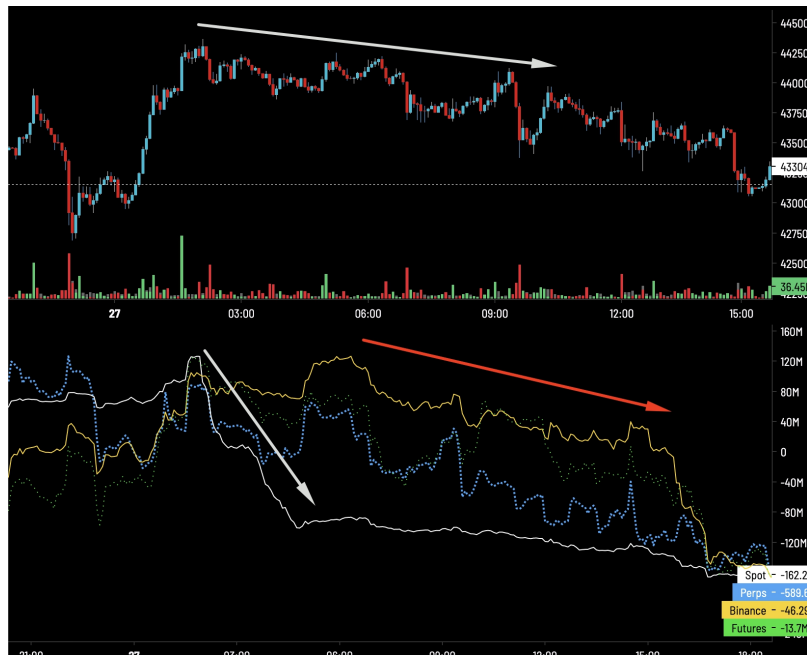 44500
44250
44000
43750
43500
43304
43000
42750
42500
36.45
27 03:00 06:00 09:00 12:00 15:00
160M
120M
80M
40M
0
-40M
-80M
-120M
Spot - -162.2
Perps - -589.6
Binance - -46.29
Futures - -13.7M
21:00 27 03:00 06:00 09:00 12:00 15:00 18:00